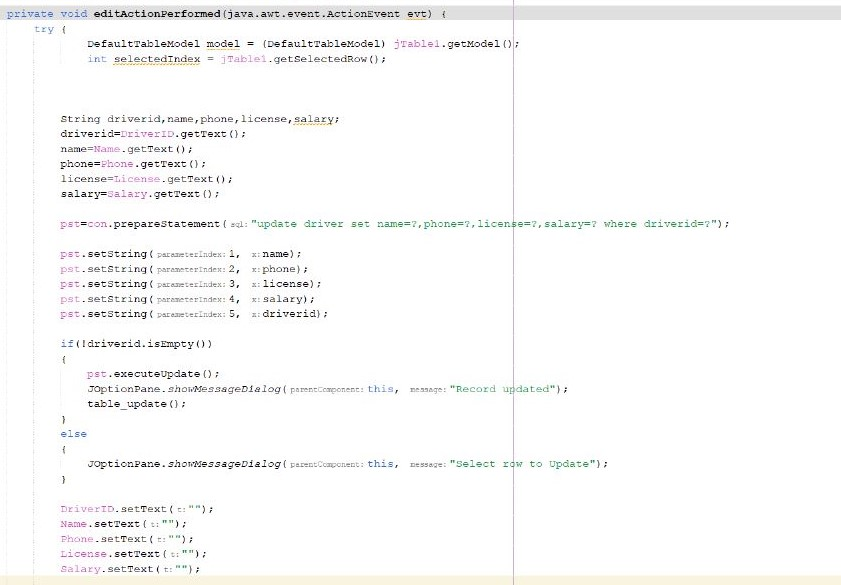 private void editActionPerformed(java.awt.event.ActionEvent evt) {
try {
DefaultTableModel model = (DefaultTableModel) jTable1.getModel();
int selectedIndex = jTable1.getSelectedRow();
String driverid,name,phone,license,salary;
driverid=DriverID.getText();
name=Name.getText();
phone=Phone.getText();
license=License.getText();
salary=Salary.getText();
pst=con.prepareStatement( sql: "update driver set name=?,phone=?,license=?,salary=? where driverid=?");
pst.setString( parameterIndex: 1, x: name);
pst.setString( parameterIndex: 2, x: phone);
pst.setString( parameterIndex: 3, x: license);
pst.setString( parameterIndex: 4, x: salary);
pst.setString( parameterIndex: 5, x: driverid);
if(!driverid.isEmpty())
{
pst.executeUpdate();
JOptionPane.showMessageDialog( parentComponent: this, message: "Record updated");
table_update();
}
else
{
JOptionPane.showMessageDialog( parentComponent: this, message: "Select row to Update");
}
DriverID.setText( t: "");
Name.setText( t: "");
Phone.setText( t: "");
License.setText( t: "");
Salary.setText( t: "");